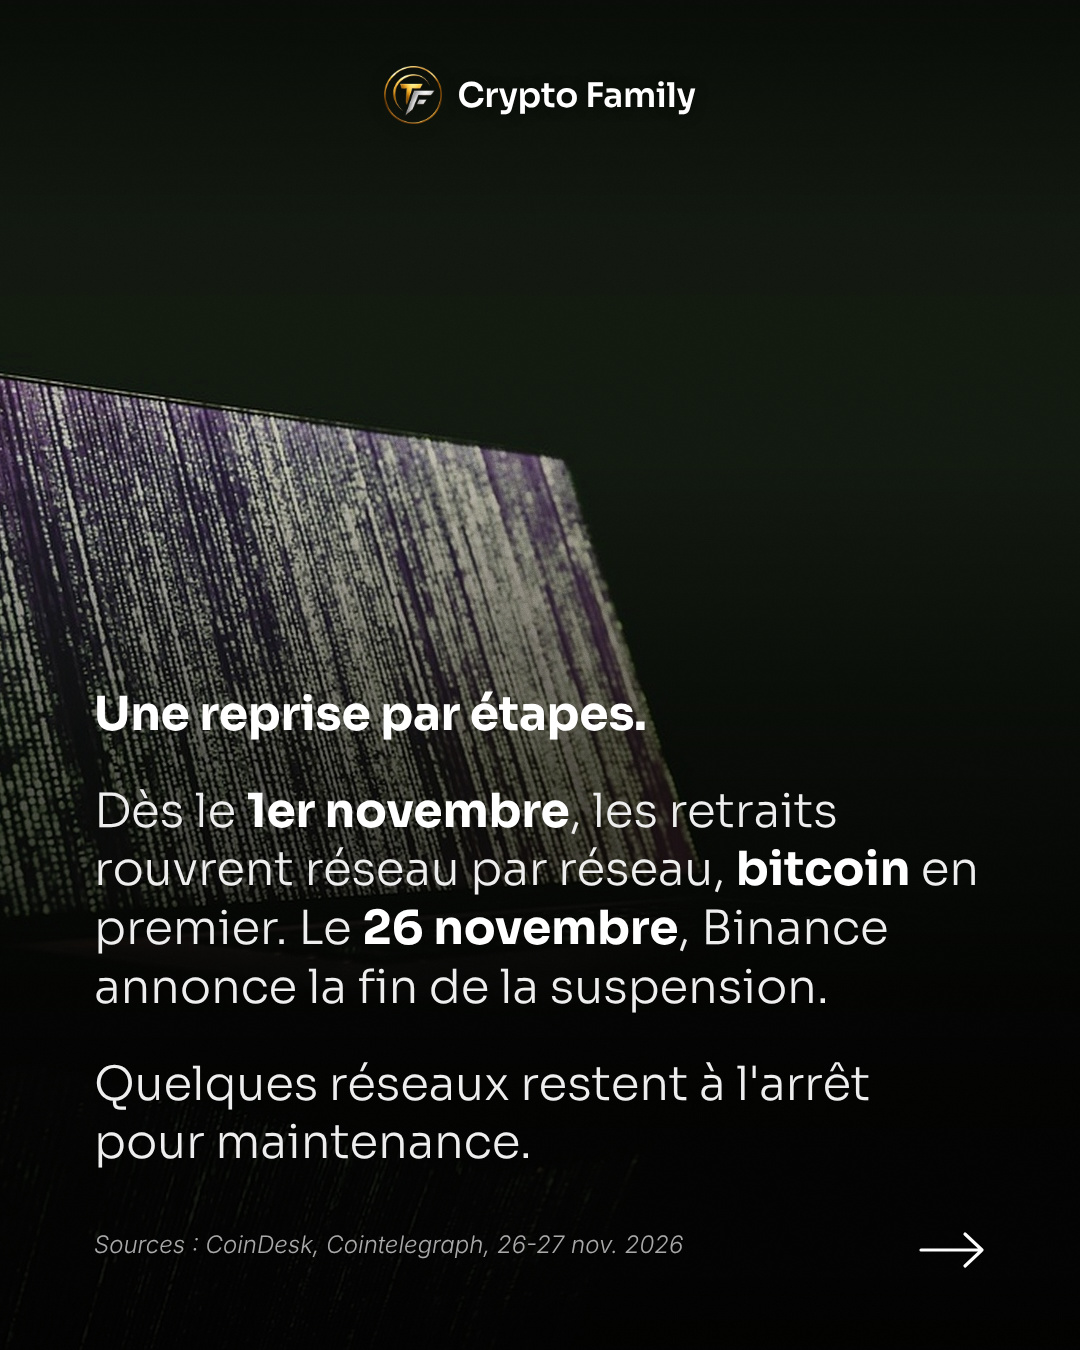 Crypto Family
Une reprise par étapes.
Dès le 1er novembre, les retraits
rouvrent réseau par réseau, bitcoin en
premier. Le 26 novembre, Binance
annonce la fin de la suspension.
Quelques réseaux restent à l'arrêt
pour maintenance.
Sources : CoinDesk, Cointelegraph, 26-27 nov. 2026